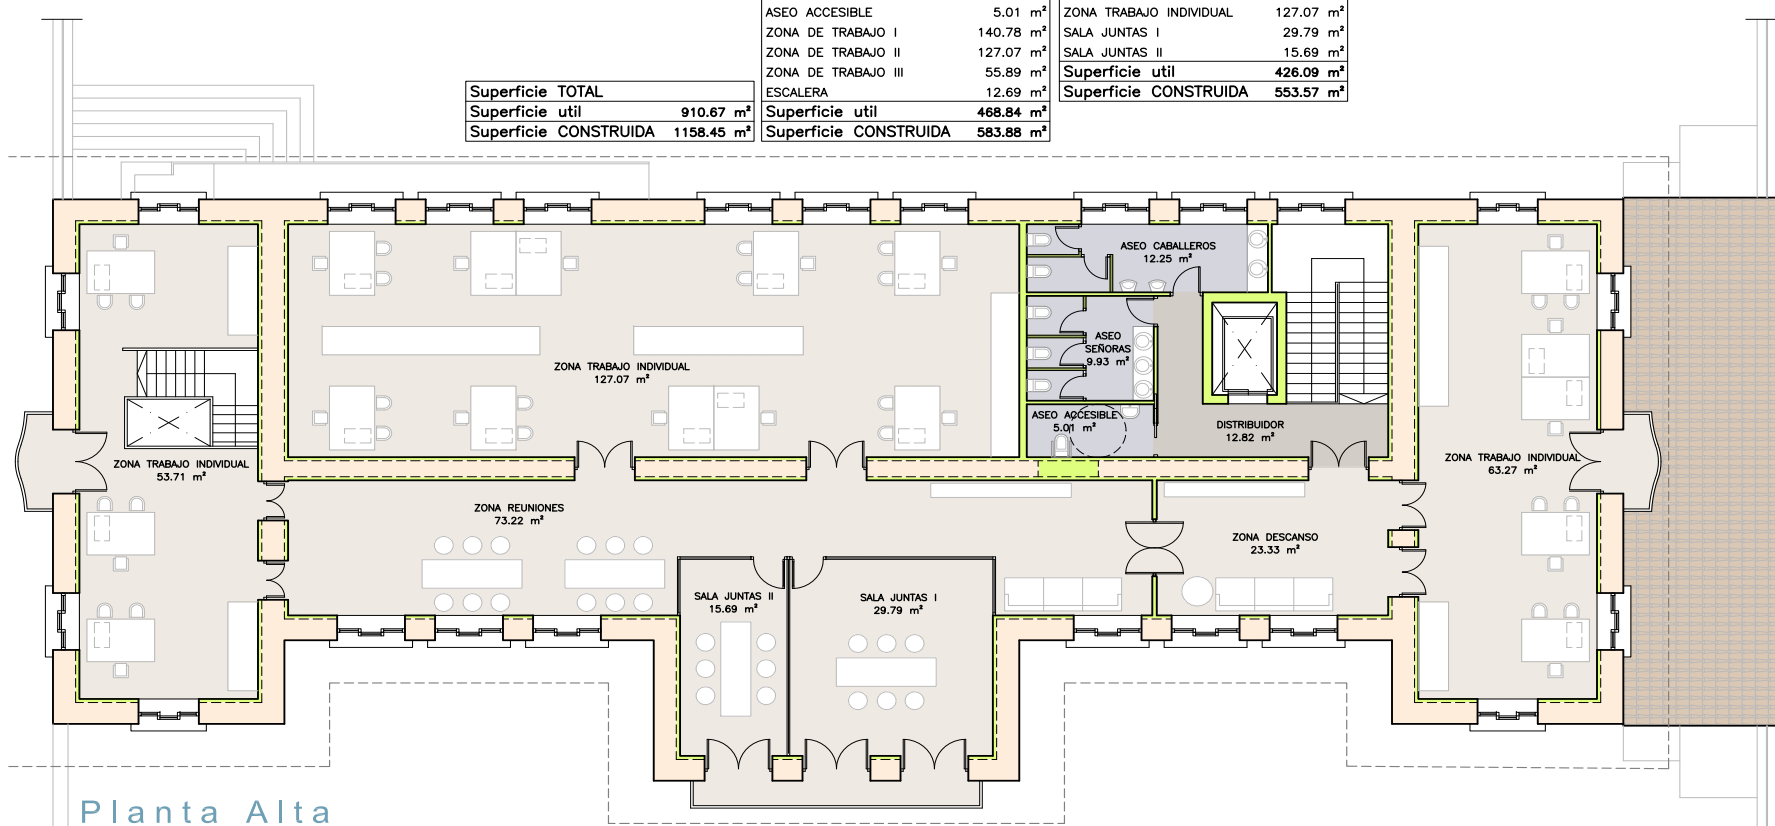 ASEO ACCESIBLE 5.01 m²
ZONA DE TRABAJO I 140.78 m²
ZONA DE TRABAJO II 127.07 m²
ZONA DE TRABAJO III 55.89 m²
ESCALERA 12.69 m²
Superficie util 468.84 m²
Superficie CONSTRUIDA 583.88 m²
ZONA TRABAJO INDIVIDUAL 127.07 m²
SALA JUNTAS I 29.79 m²
SALA JUNTAS II 15.69 m²
Superficie util 426.09 m²
Superficie CONSTRUIDA 553.57 m²
Superficie TOTAL
Superficie util 910.67 m²
Superficie CONSTRUIDA 1158.45 m²
ASEO CABALLEROS
12.25 m²
ASEO
SEÑORAS
9.93 m²
ZONA TRABAJO INDIVIDUAL
127.07 m²
ASEO ACCESIBLE
5.01 m²
DISTRIBUIDOR
12.82 m²
ZONA TRABAJO INDIVIDUAL
53.71 m²
ZONA TRABAJO INDIVIDUAL
63.27 m²
ZONA REUNIONES
73.22 m²
ZONA DESCANSO
23.33 m²
SALA JUNTAS II
15.69 m²
SALA JUNTAS I
29.79 m²
Planta Alta